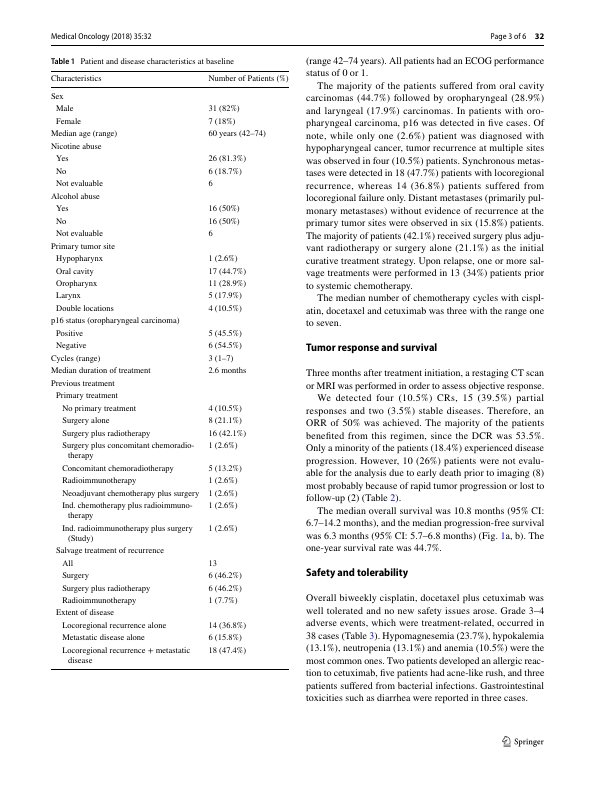 Medical Oncology (2018) 35:32
Page 3 of 6 32
Table 1 Patient and disease characteristics at baseline
Characteristics Number of Patients (%)
Sex
Male 31 (82%)
Female 7 (18%)
Median age (range) 60 years (42–74)
Nicotine abuse
Yes 26 (81.3%)
No 6 (18.7%)
Not evaluable 6
Alcohol abuse
Yes 16 (50%)
No 16 (50%)
Not evaluable 6
Primary tumor site
Hypopharynx 1 (2.6%)
Oral cavity 17 (44.7%)
Oropharynx 11 (28.9%)
Larynx 5 (17.9%)
Double locations 4 (10.5%)
p16 status (oropharyngeal carcinoma)
Positive 5 (45.5%)
Negative 6 (54.5%)
Cycles (range) 3 (1–7)
Median duration of treatment 2.6 months
Previous treatment
Primary treatment
No primary treatment 4 (10.5%)
Surgery alone 8 (21.1%)
Surgery plus radiotherapy 16 (42.1%)
Surgery plus concomitant chemoradio- 1 (2.6%)
therapy
Concomitant chemoradiotherapy 5 (13.2%)
Radioimmunotherapy 1 (2.6%)
Neoadjuvant chemotherapy plus surgery 1 (2.6%)
Ind. chemotherapy plus radioimmuno- 1 (2.6%)
therapy
Ind. radioimmunotherapy plus surgery 1 (2.6%)
(Study)
Salvage treatment of recurrence
All 13
Surgery 6 (46.2%)
Surgery plus radiotherapy 6 (46.2%)
Radioimmunotherapy 1 (7.7%)
Extent of disease
Locoregional recurrence alone 14 (36.8%)
Metastatic disease alone 6 (15.8%)
Locoregional recurrence + metastatic 18 (47.4%)
disease
(range 42–74 years). All patients had an ECOG performance
status of 0 or 1.
The majority of the patients suffered from oral cavity
carcinomas (44.7%) followed by oropharyngeal (28.9%)
and laryngeal (17.9%) carcinomas. In patients with oro-
pharyngeal carcinoma, p16 was detected in five cases. Of
note, while only one (2.6%) patient was diagnosed with
hypopharyngeal cancer, tumor recurrence at multiple sites
was observed in four (10.5%) patients. Synchronous metas-
tases were detected in 18 (47.7%) patients with locoregional
recurrence, whereas 14 (36.8%) patients suffered from
locoregional failure only. Distant metastases (primarily pul-
monary metastases) without evidence of recurrence at the
primary tumor sites were observed in six (15.8%) patients.
The majority of patients (42.1%) received surgery plus adju-
vant radiotherapy or surgery alone (21.1%) as the initial
curative treatment strategy. Upon relapse, one or more sal-
vage treatments were performed in 13 (34%) patients prior
to systemic chemotherapy.
The median number of chemotherapy cycles with cispl-
atin, docetaxel and cetuximab was three with the range one
to seven.
Tumor response and survival
Three months after treatment initiation, a restaging CT scan
or MRI was performed in order to assess objective response.
We detected four (10.5%) CRs, 15 (39.5%) partial
responses and two (3.5%) stable diseases. Therefore, an
ORR of 50% was achieved. The majority of the patients
benefited from this regimen, since the DCR was 53.5%.
Only a minority of patients (18.4%) experienced disease
progression. However, 10 (26%) patients were not evalu-
able for the analysis due to early death prior to imaging (8)
most probably because of rapid tumor progression or lost to
follow-up (2) (Table 2).
The median overall survival was 10.8 months (95% CI:
6.7–14.2 months), and the median progression-free survival
was 6.3 months (95% CI: 5.7–6.8 months) (Fig. 1a, b). The
one-year survival rate was 44.7%.
Safety and tolerability
Overall biweekly cisplatin, docetaxel plus cetuximab was
well tolerated and no new safety issues arose. Grade 3–4
adverse events, which were treatment-related, occurred in
38 cases (Table 3). Hypomagnesemia (23.7%), hypokalemia
(13.1%), neutropenia (13.1%) and anemia (10.5%) were the
most common ones. Two patients developed an allergic reac-
tion to cetuximab, five patients had acne-like rush, and three
patients suffered from bacterial infections. Gastrointestinal
toxicities such as diarrhea were reported in three cases.
Springer